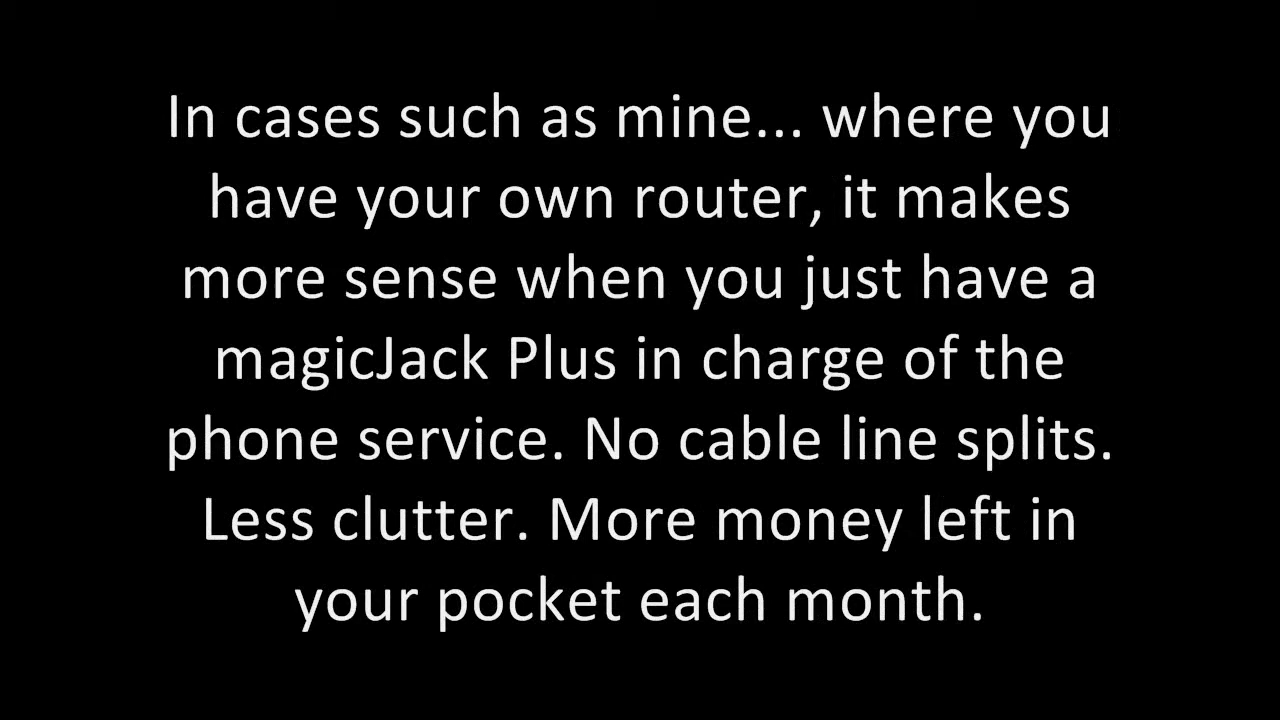 In cases such as mine... where you
have your own router, it makes
more sense when you just have a
magicJack Plus in charge of the
phone service. No cable line splits.
Less clutter. More money left in
your pocket each month.